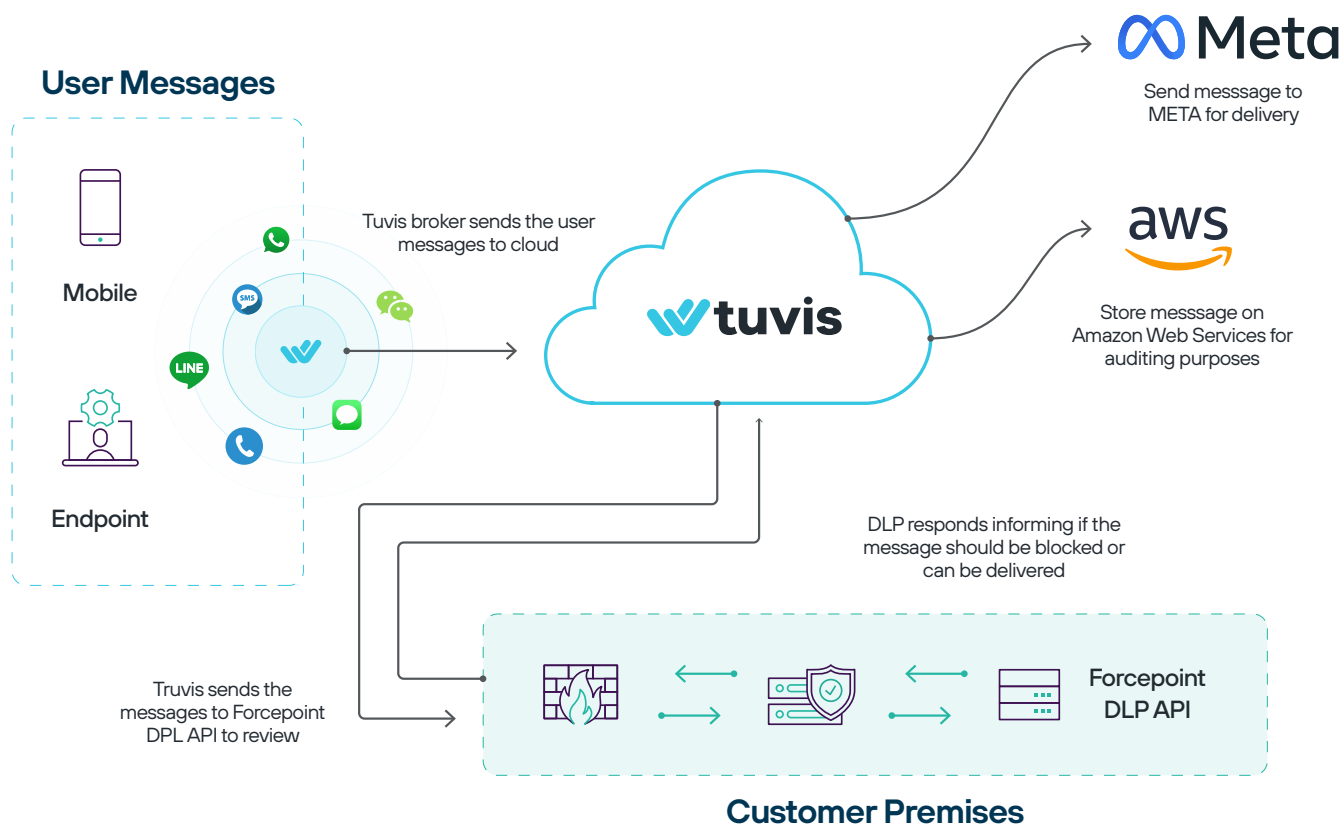 Meta
Send messsage to
META for delivery
User Messages
Mobile
Endpoint
SMS
LINE
Tuvis broker sends the user
messages to cloud
tuvis
aws
Store messsage on
Amazon Web Services for
auditing purposes
DLP responds informing if the
message should be blocked or
can be delivered
Truvis sends the
messages to Forcepoint
DPL API to review
Forcepoint
DLP API
Customer Premises